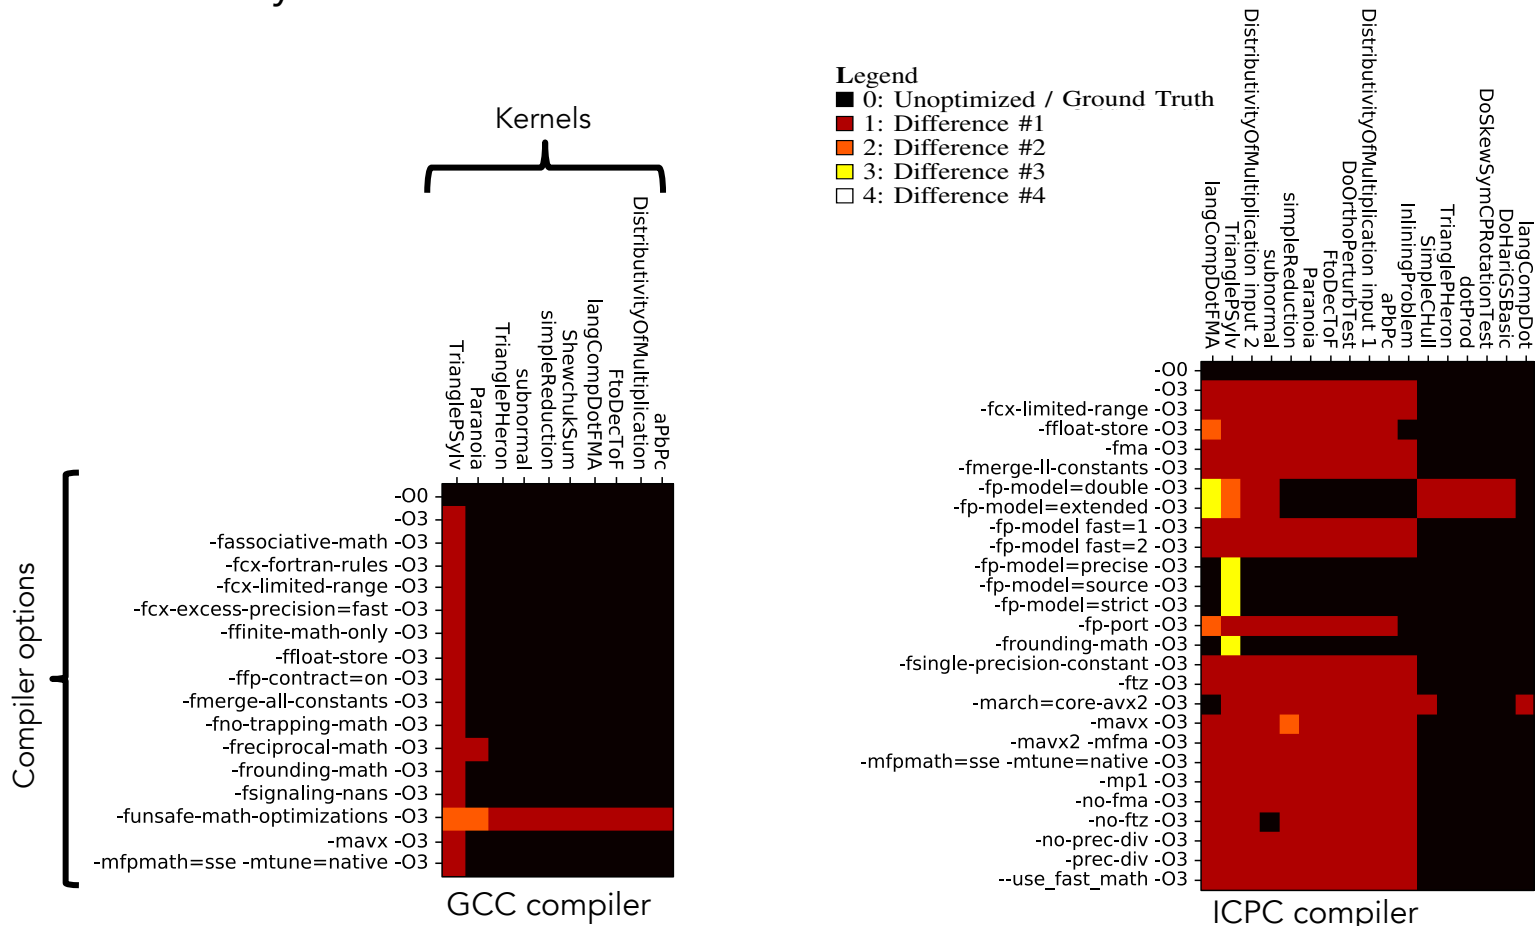 Kernels
TrianglePSylv
Paranoia
TrianglePHeron
subnormal
simpleReduction
ShewchukSum
langCompDotFMA
FtoDecToF
DistributivityOfMultiplication
aPbPc
Compiler options
-O0
-O3
-fassociative-math -O3
-fcx-fortran-rules -O3
-fcx-limited-range -O3
-fcx-excess-precision=fast -O3
-ffinite-math-only -O3
-ffloat-store -O3
-ffp-contract=on -O3
-fmerge-all-constants -O3
-fno-trapping-math -O3
-freciprocal-math -O3
-frounding-math -O3
-fsignaling-nans -O3
-funsafe-math-optimizations -O3
-mavx -O3
-mfpmath=sse -mtune=native -O3
GCC compiler
Legend
0: Unoptimized / Ground Truth
1: Difference #1
2: Difference #2
3: Difference #3
4: Difference #4
langCompDotFMA
TrianglePSylv
DistributivityOfMultiplication input 2
subnormal
simpleReduction
Paranoia
FtoDecToF
DoOrthoPerturbTest
DistributivityOfMultiplication input 1
aPbPc
InliningProblem
SimpleCHull
TrianglePHeron
dotProd
DoSkewSymCPRotationTest
DoHariGSBasic
langCompDot
-O0
-O3
-fcx-limited-range -O3
-ffloat-store -O3
-fma -O3
-fmerge-ll-constants -O3
-fp-model=double -O3
-fp-model=extended -O3
-fp-model fast=1 -O3
-fp-model fast=2 -O3
-fp-model=precise -O3
-fp-model=source -O3
-fp-model=strict -O3
-fp-port -O3
-frounding-math -O3
-fsingle-precision-constant -O3
-ftz -O3
-march=core-avx2 -O3
-mavx -O3
-mavx2 -mfma -O3
-mfpmath=sse -mtune=native -O3
-mp1 -O3
-no-fma -O3
-no-ftz -O3
-no-prec-div -O3
-prec-div -O3
--use_fast_math -O3
ICPC compiler